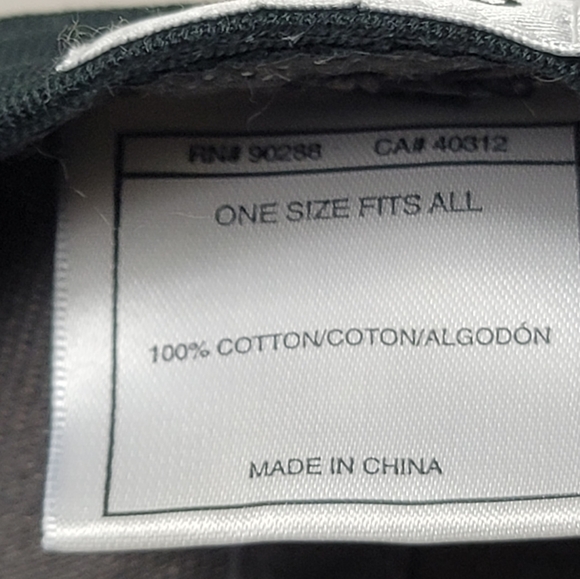 RN# 90288 CA# 40312
ONE SIZE FITS ALL
100% COTTON/COTON/ALGODÓN
MADE IN CHINA